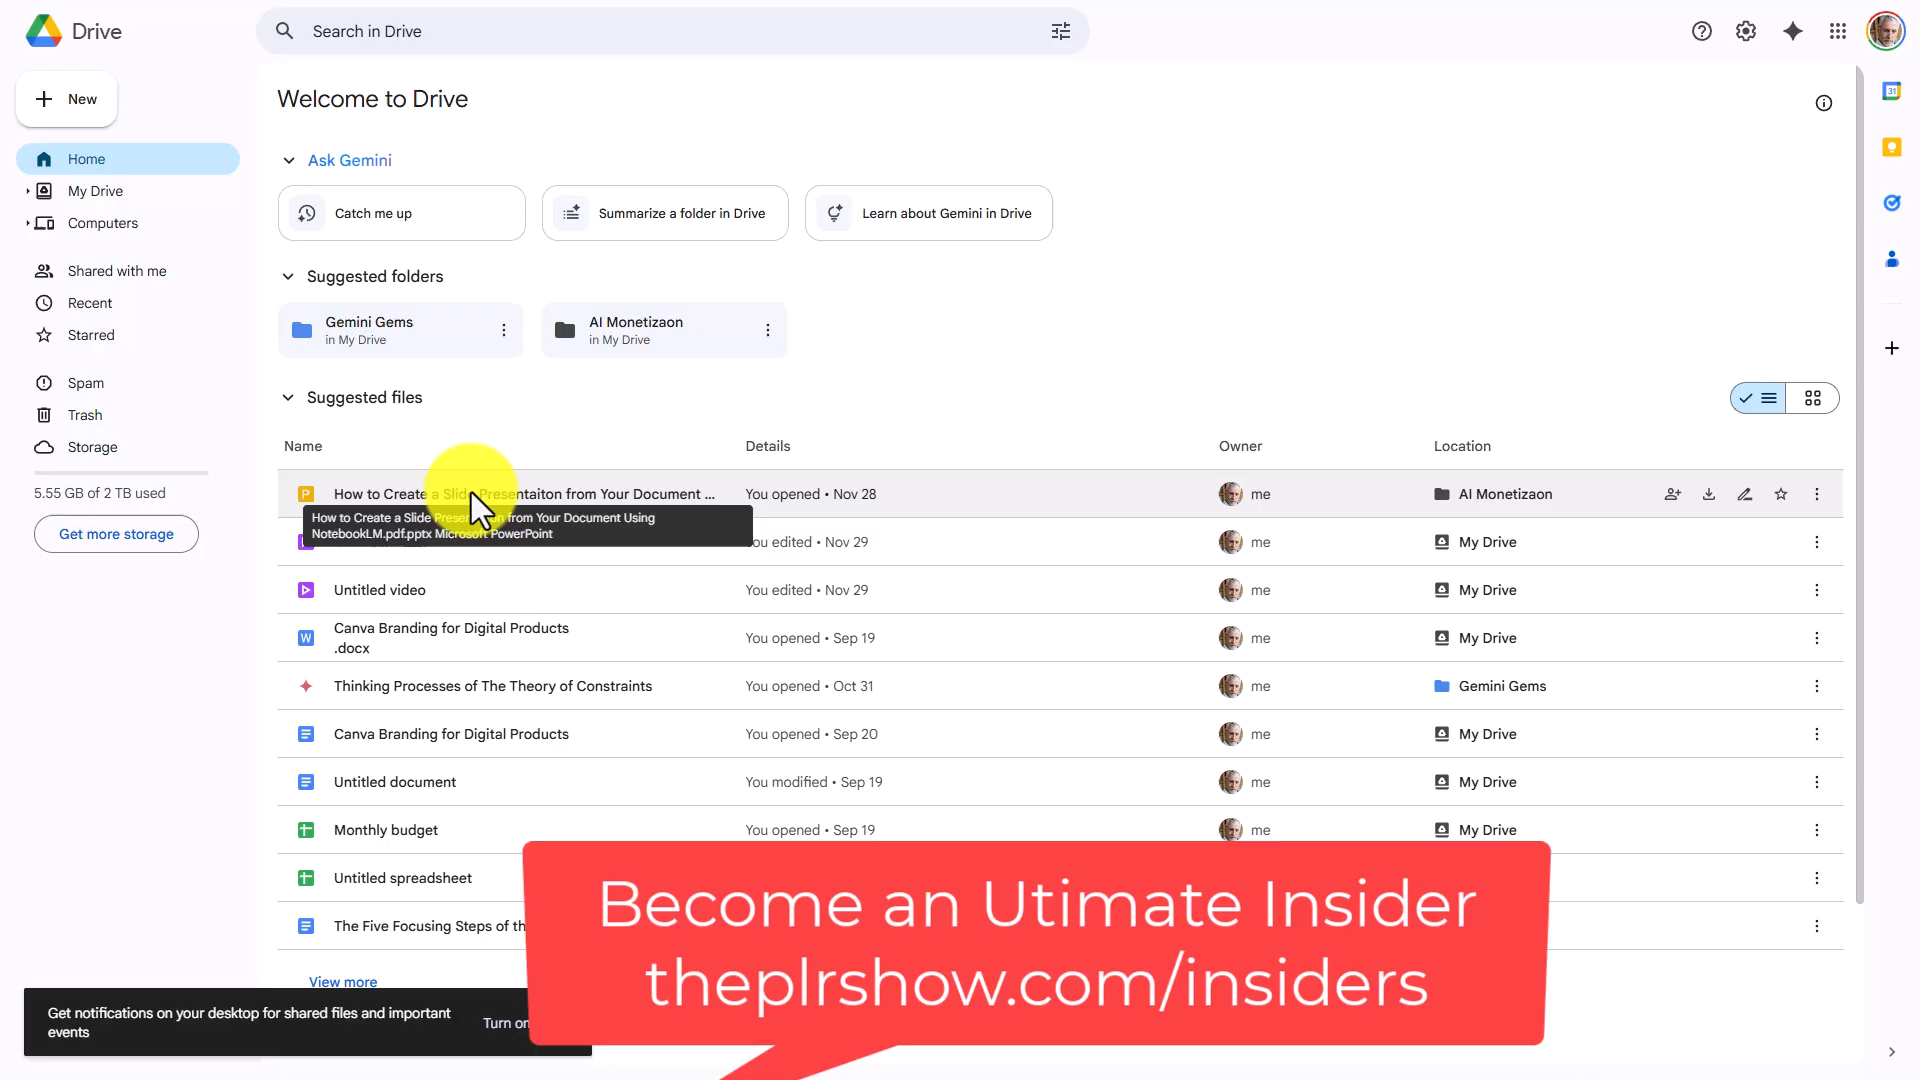 Drive
Search in Drive
New
Home
My Drive
Computers
Shared with me
Recent
Starred
Spam
Trash
Storage
5.55 GB of 2 TB used
Get more storage
Welcome to Drive
Ask Gemini
Catch me up
Summarize a folder in Drive
Learn about Gemini in Drive
Suggested folders
Gemini Gems
in My Drive
AI Monetizaon
in My Drive
Suggested files
Name Details Owner Location
How to Create a Slide Presentaiton from Your Document ... You opened • Nov 28 me AI Monetizaon
How to Create a Slide Presentaiton from Your Document Using
NotebookLM.pdf.pptx Microsoft PowerPoint
You edited • Nov 29 me My Drive
Untitled video You edited • Nov 29 me My Drive
Canva Branding for Digital Products
.docx
You opened • Sep 19 me My Drive
Thinking Processes of The Theory of Constraints You opened • Oct 31 me Gemini Gems
Canva Branding for Digital Products You opened • Sep 20 me My Drive
Untitled document You modified • Sep 19 me My Drive
Monthly budget You opened • Sep 19 me My Drive
Untitled spreadsheet
The Five Focusing Steps of
View more
Get notifications on your desktop for shared files and important
events
Turn on
Become an Utimate Insider
theplrshow.com/insiders
31